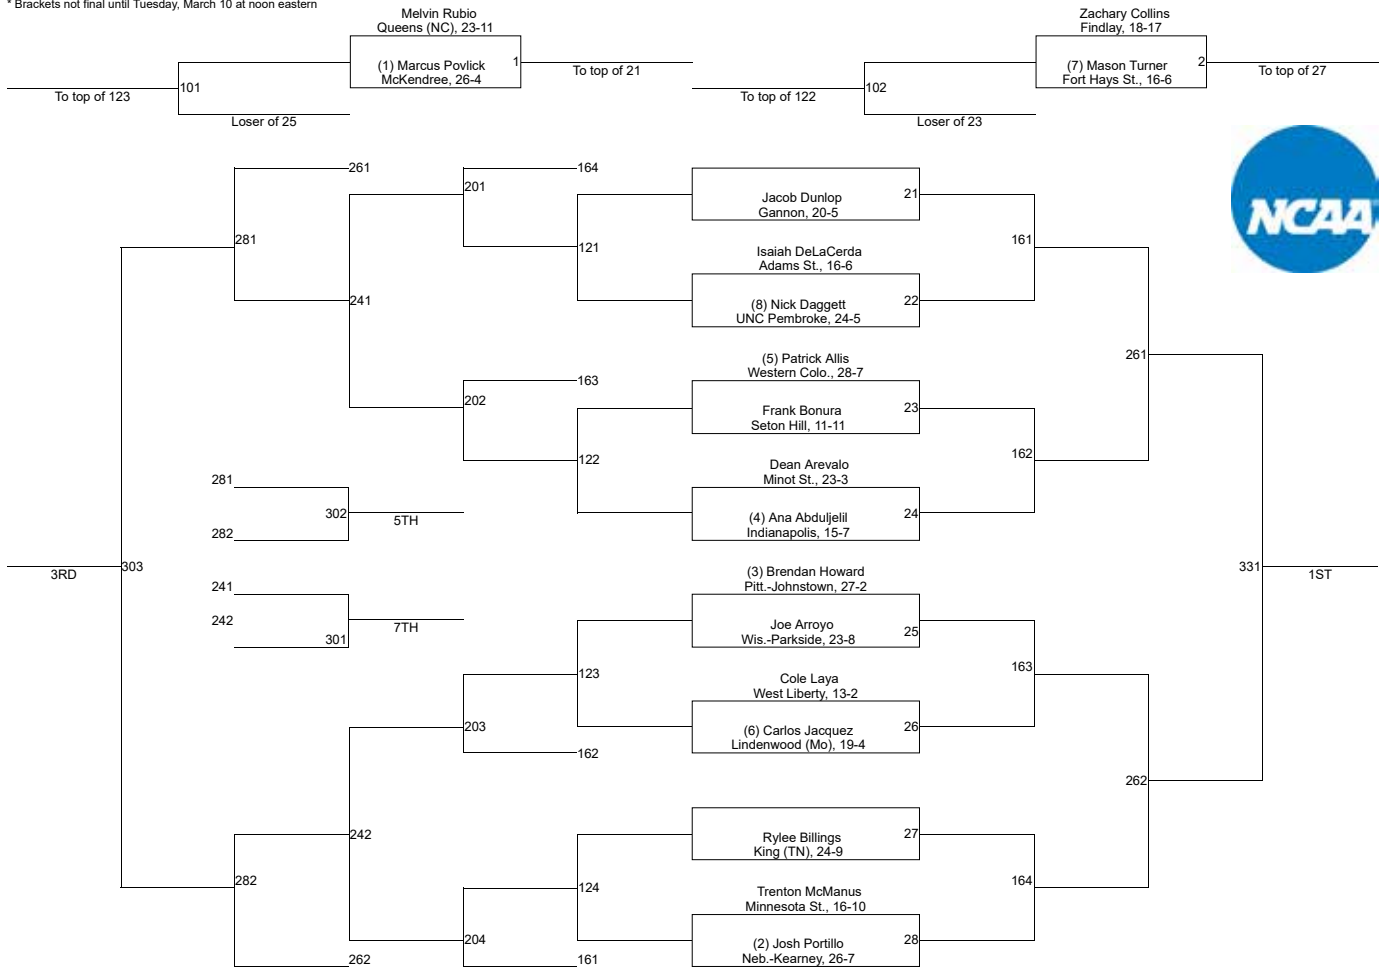 * Brackets not final until Tuesday, March 10 at noon eastern
Melvin Rubio
Queens (NC), 23-11
(1) Marcus Povlick
McKendree, 26-4
1
To top of 21
101
To top of 123
Loser of 25
Zachary Collins
Findlay, 18-17
(7) Mason Turner
Fort Hays St., 16-6
2
To top of 27
102
To top of 122
Loser of 23
NCAA
261
164
201
Jacob Dunlop
Gannon, 20-5
21
281
121
161
Isaiah DeLaCerda
Adams St., 16-6
241
(8) Nick Daggett
UNC Pembroke, 24-5
22
261
(5) Patrick Allis
Western Colo., 28-7
163
202
Frank Bonura
Seton Hill, 11-11
23
122
162
Dean Arevalo
Minot St., 23-3
281
302
5TH
282
(4) Ana Abduljelil
Indianapolis, 15-7
24
3RD
303
331
1ST
(3) Brendan Howard
Pitt.-Johnstown, 27-2
241
242
7TH
301
Joe Arroyo
Wis.-Parkside, 23-8
25
123
163
Cole Laya
West Liberty, 13-2
203
(6) Carlos Jacquez
Lindenwood (Mo), 19-4
26
162
262
242
Rylee Billings
King (TN), 24-9
27
282
124
164
Trenton McManus
Minnesota St., 16-10
204
(2) Josh Portillo
Neb.-Kearney, 26-7
28
262
161